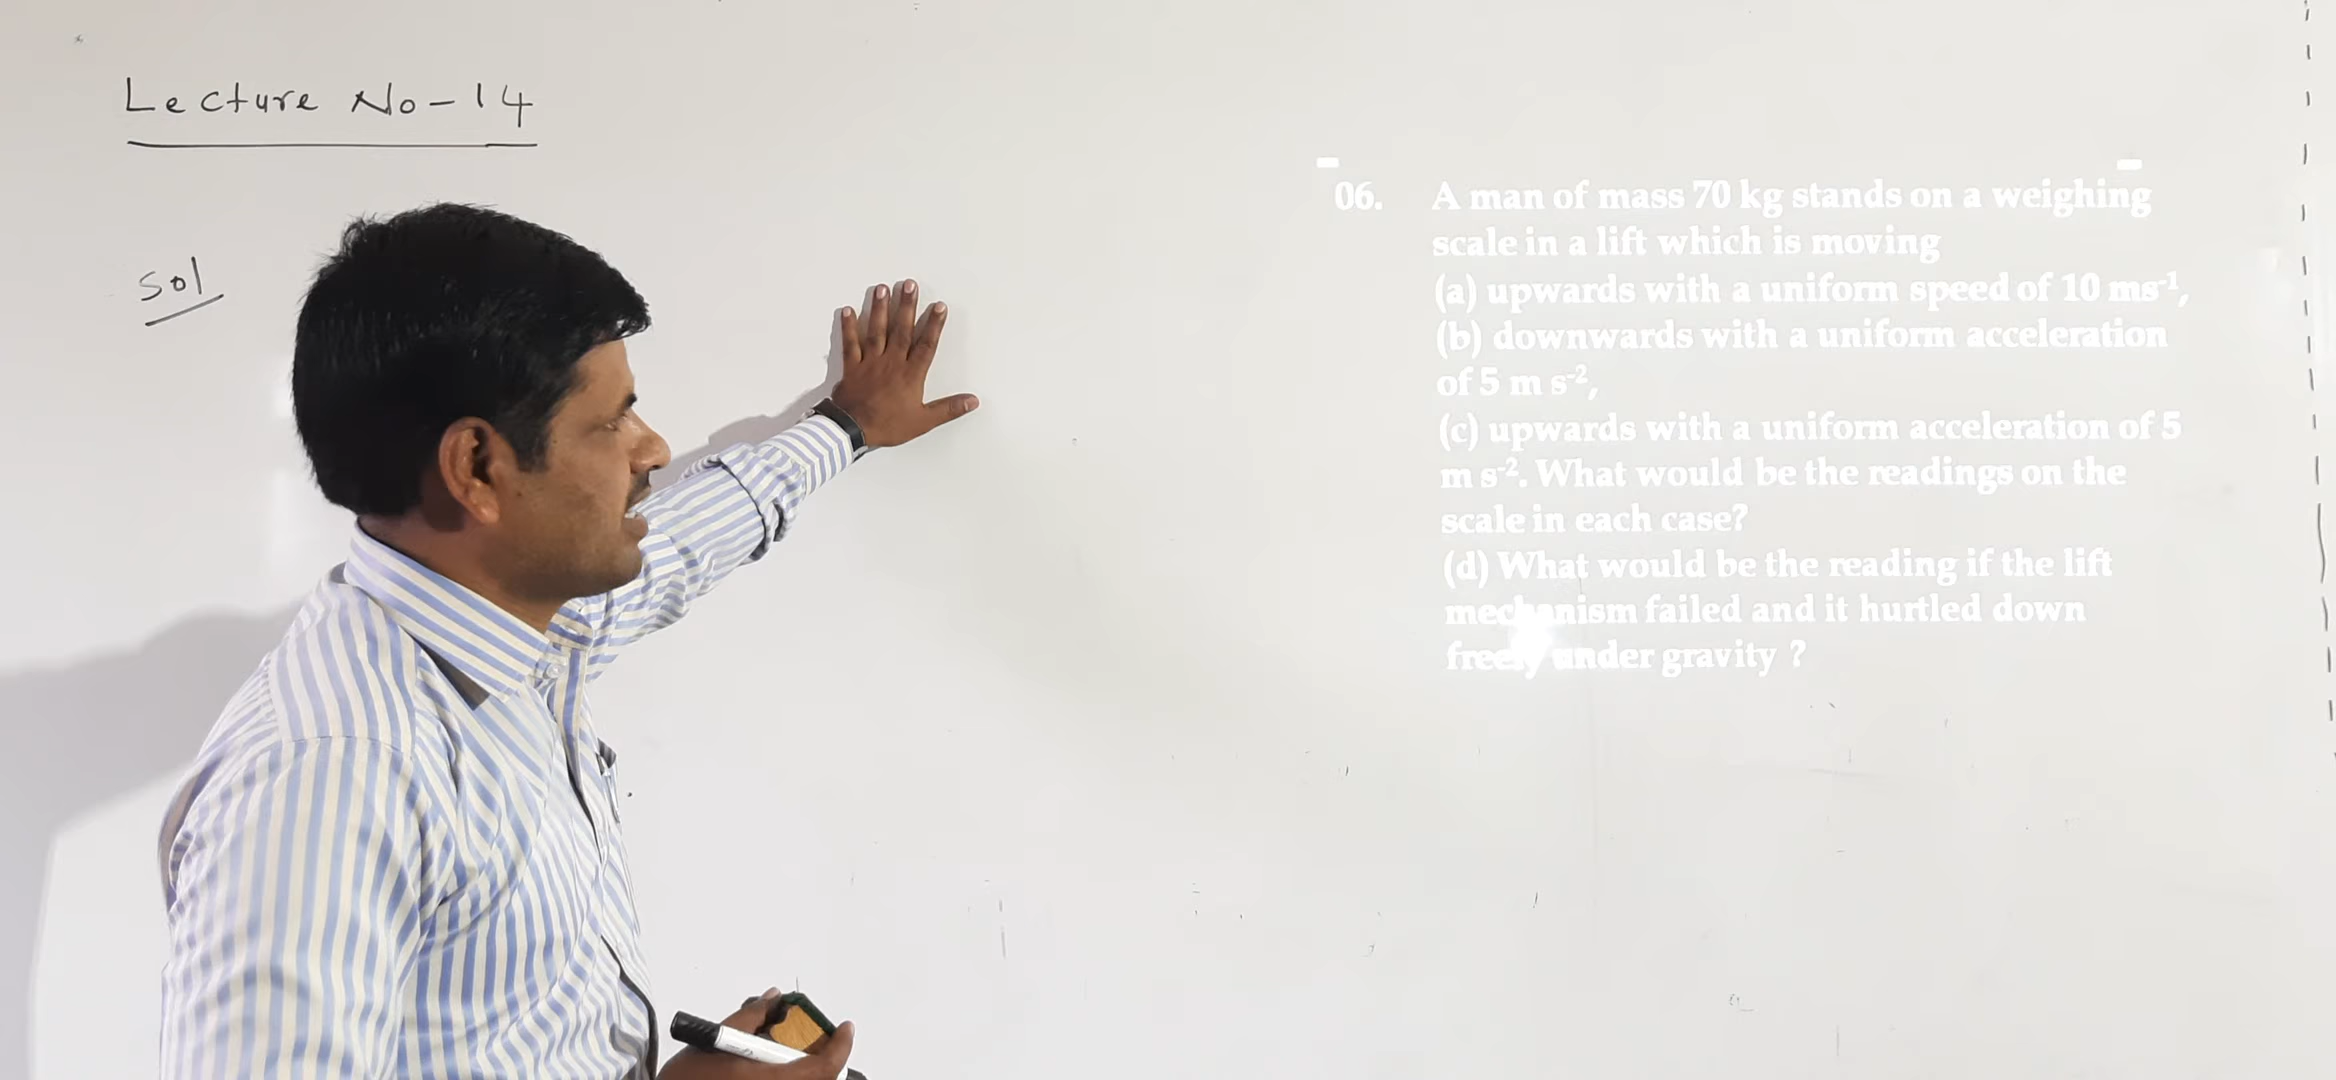 Lecture No-14
Sol
06. A man of mass 70 kg stands on a weighing
scale in a lift which is moving
(a) upwards with a uniform speed of 10 ms⁻¹,
(b) downwards with a uniform acceleration
of 5 m s⁻²,
(c) upwards with a uniform acceleration of 5
m s⁻². What would be the readings on the
scale in each case?
(d) What would be the reading if the lift
mechanism failed and it hurtled down
freely under gravity ?